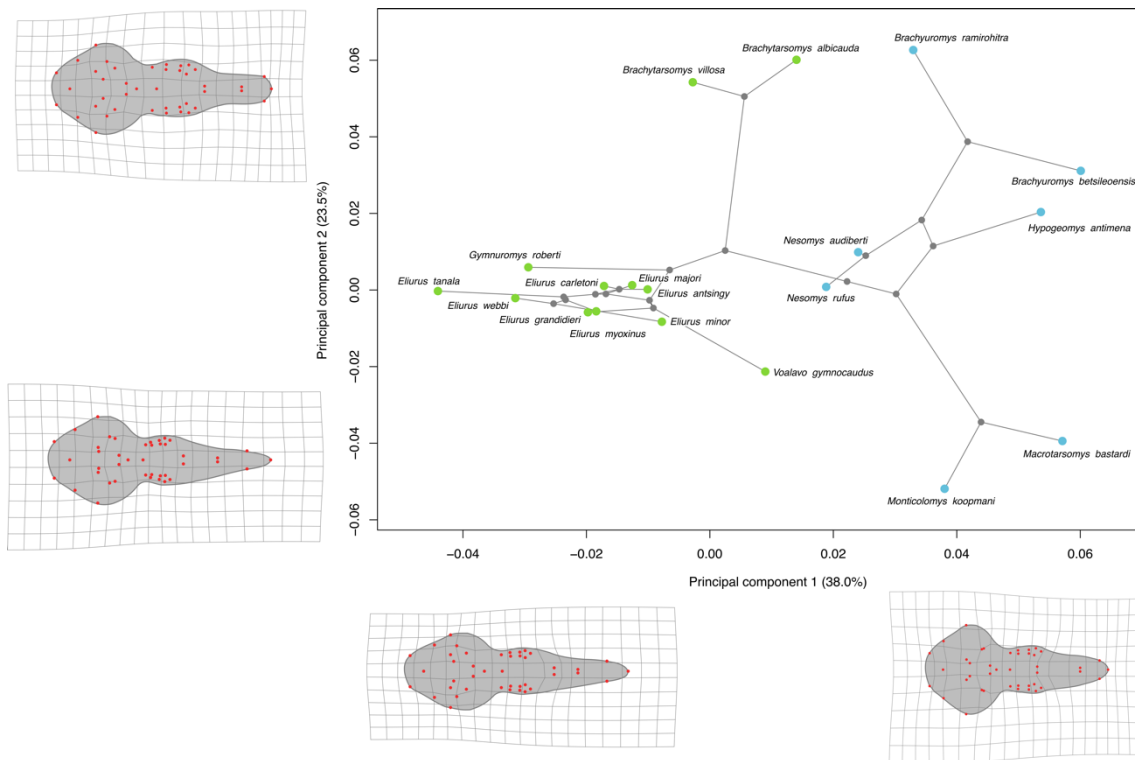 Brachyuromys ramirohitra
Brachytarsomys albicauda
Brachytarsomys villosa
Brachyuromys betsileoensis
Hypogeomys antimena
Nesomys audiberti
Gymnuromys roberti
Eliurus tanala
Eliurus carletoni
Eliurus majori
Eliurus antsingy
Nesomys rufus
Eliurus webbi
Eliurus grandidieri
Eliurus minor
Eliurus myoxinus
Voalavo gymnocaudus
Macrotarsomys bastardi
Monticolomys koopmani
Principal component 2 (23.5%)
0.06
0.04
0.02
0.00
−0.02
−0.04
−0.06
−0.04
−0.02
0.00
0.02
0.04
0.06
Principal component 1 (38.0%)